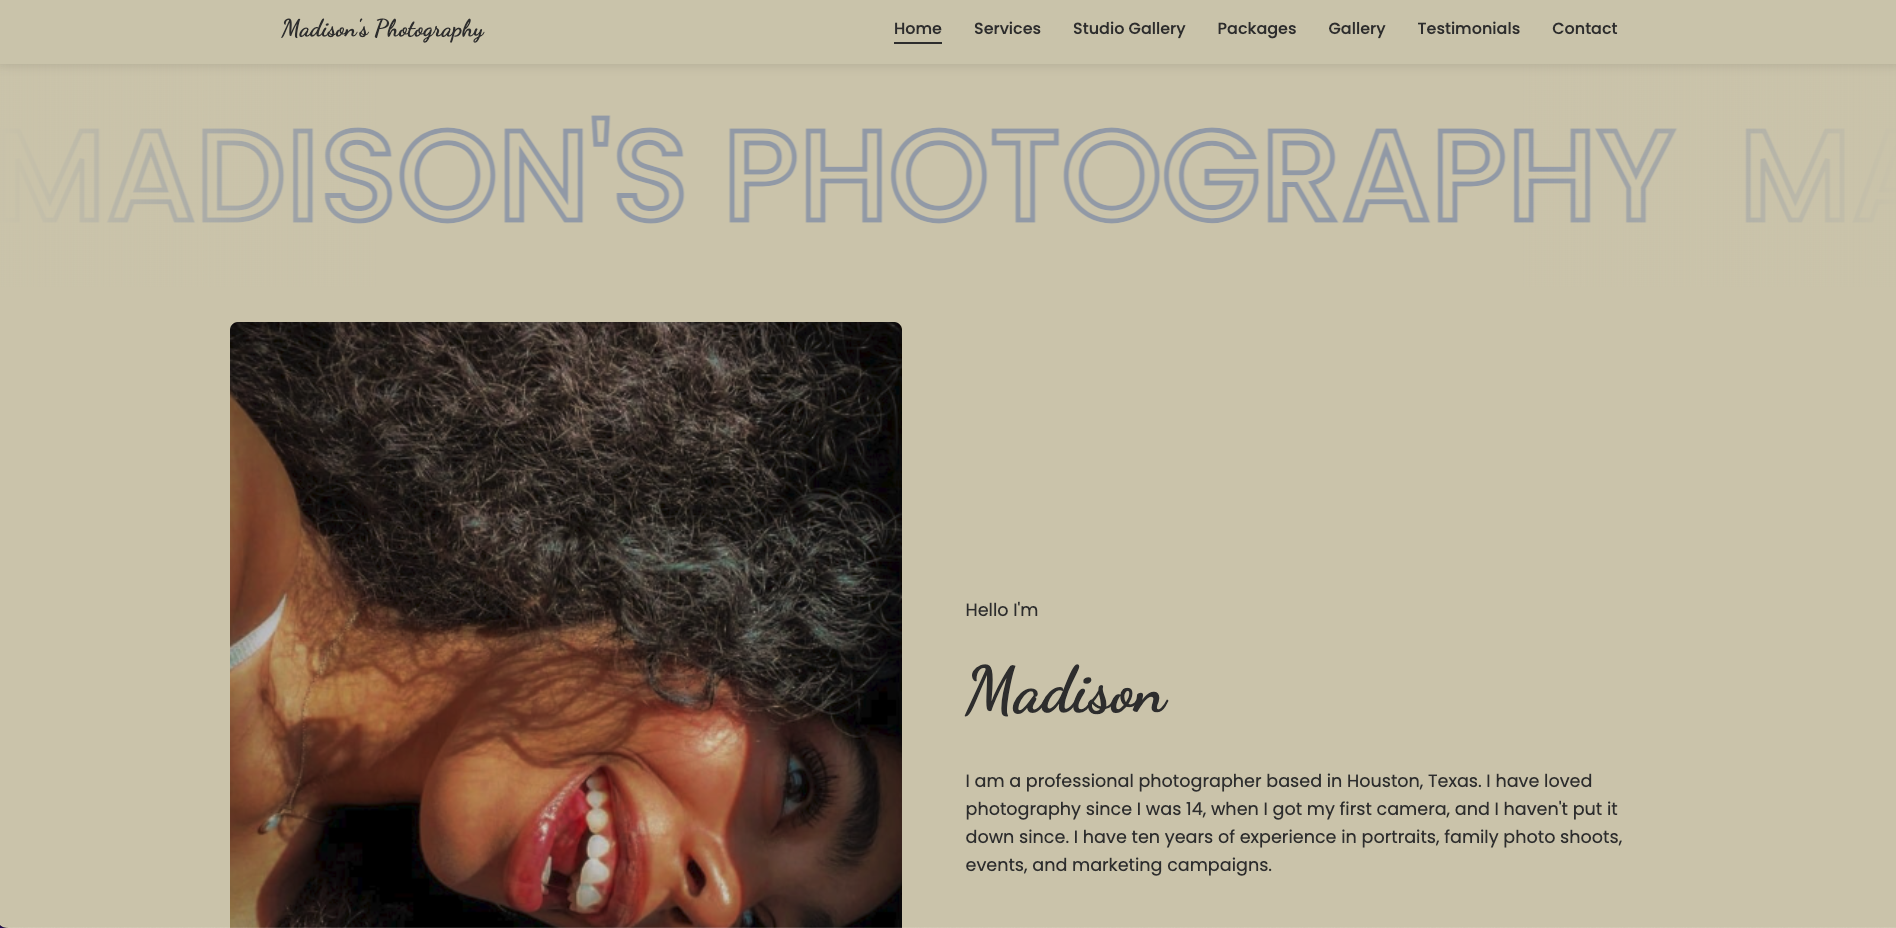 Madison's Photography
Home Services Studio Gallery Packages Gallery Testimonials Contact
MADISON'S PHOTOGRAPHY MA
Hello I'm
Madison
I am a professional photographer based in Houston, Texas. I have loved
photography since I was 14, when I got my first camera, and I haven't put it
down since. I have ten years of experience in portraits, family photo shoots,
events, and marketing campaigns.